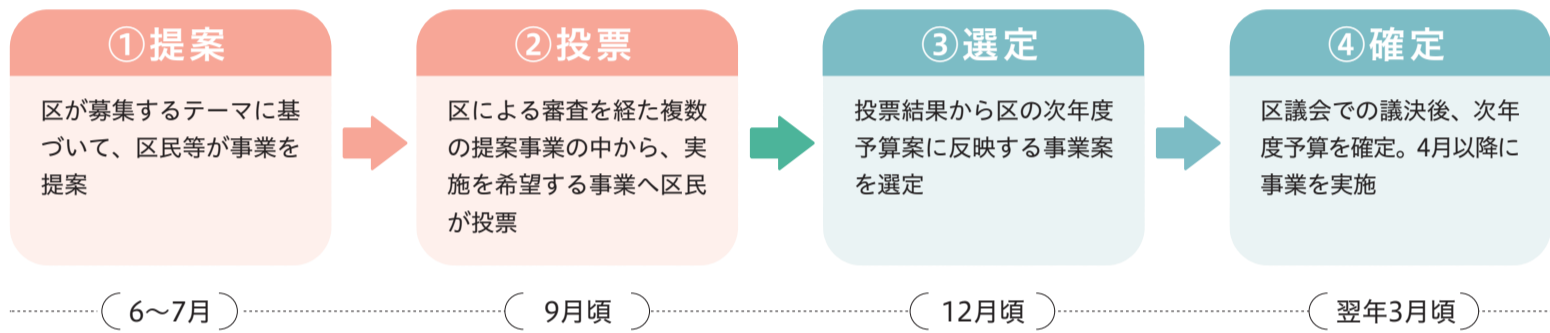 ①提案
区が募集するテーマに基
づいて、区民等が事業を
提案
②投票
区による審査を経た複数
の提案事業の中から、実
施を希望する事業へ区民
が投票
③選定
投票結果から区の次年度
予算案に反映する事業案
を選定
④確定
区議会での議決後、次年
度予算を確定。4月以降に
事業を実施
6〜7月
9月頃
12月頃
翌年3月頃